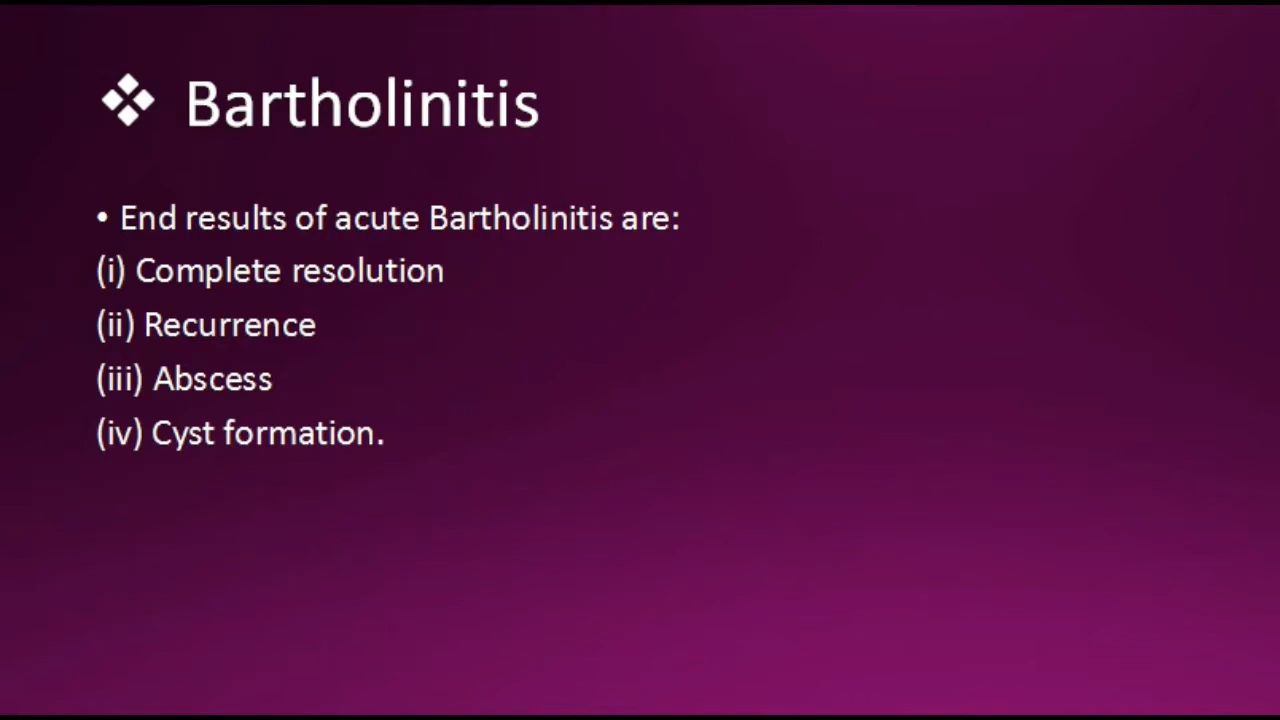 ❖ Bartholinitis
• End results of acute Bartholinitis are:
(i) Complete resolution
(ii) Recurrence
(iii) Abscess
(iv) Cyst formation.